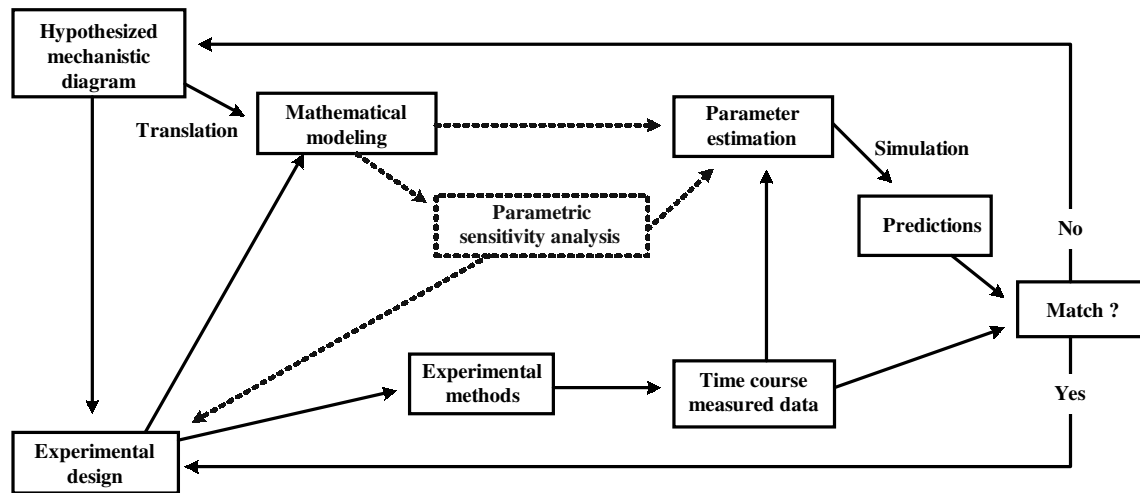 Hypothesized
mechanistic
diagram
Translation
Mathematical
modeling
Parameter
estimation
Simulation
Parametric
sensitivity analysis
Predictions
No
Match ?
Yes
Experimental
methods
Time course
measured data
Experimental
design